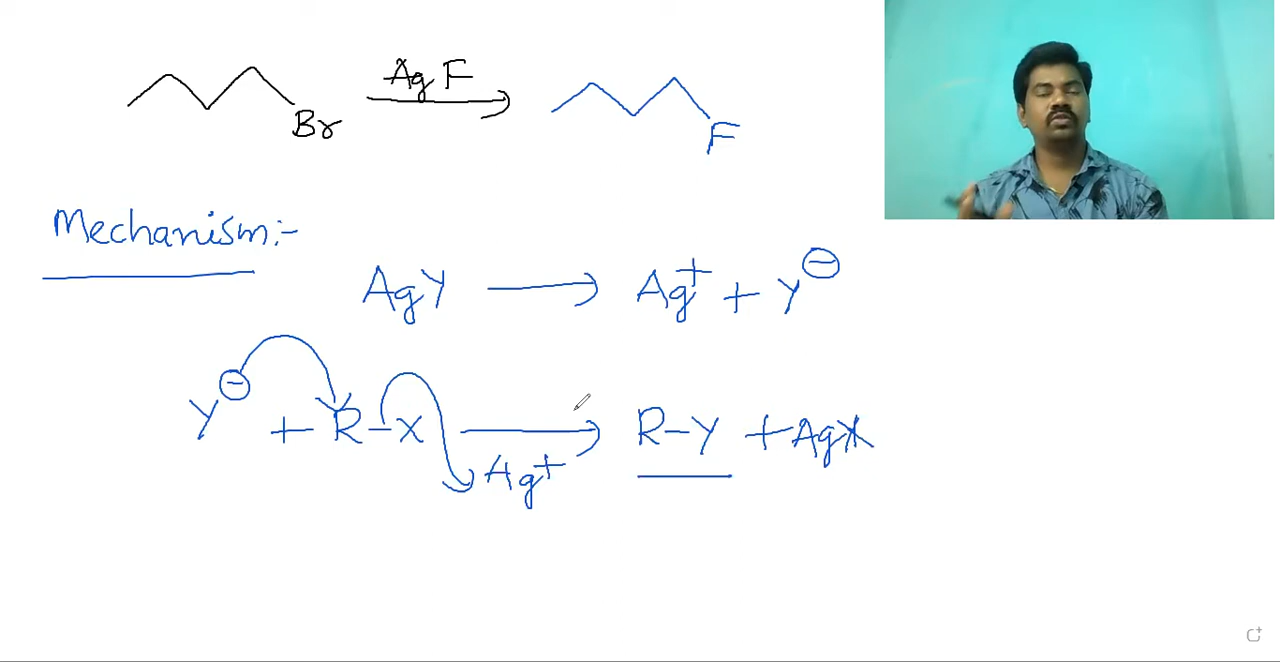 AgF
Br
F
Mechanism:-
AgY → Ag⁺ + Y⊖
Y⊖ + R-X → R-Y + AgX
Ag⁺